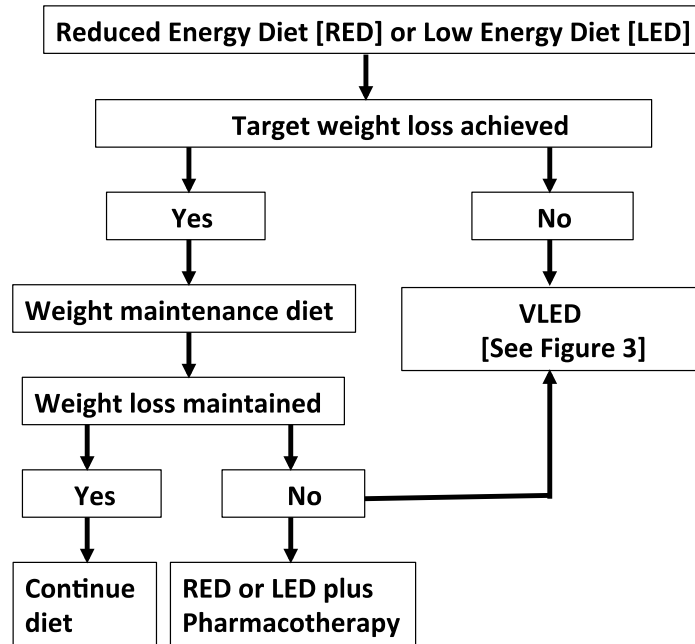 Reduced Energy Diet [RED] or Low Energy Diet [LED]
Target weight loss achieved
Yes
No
Weight maintenance diet
VLED
[See Figure 3]
Weight loss maintained
Yes
No
Continue
diet
RED or LED plus
Pharmacotherapy